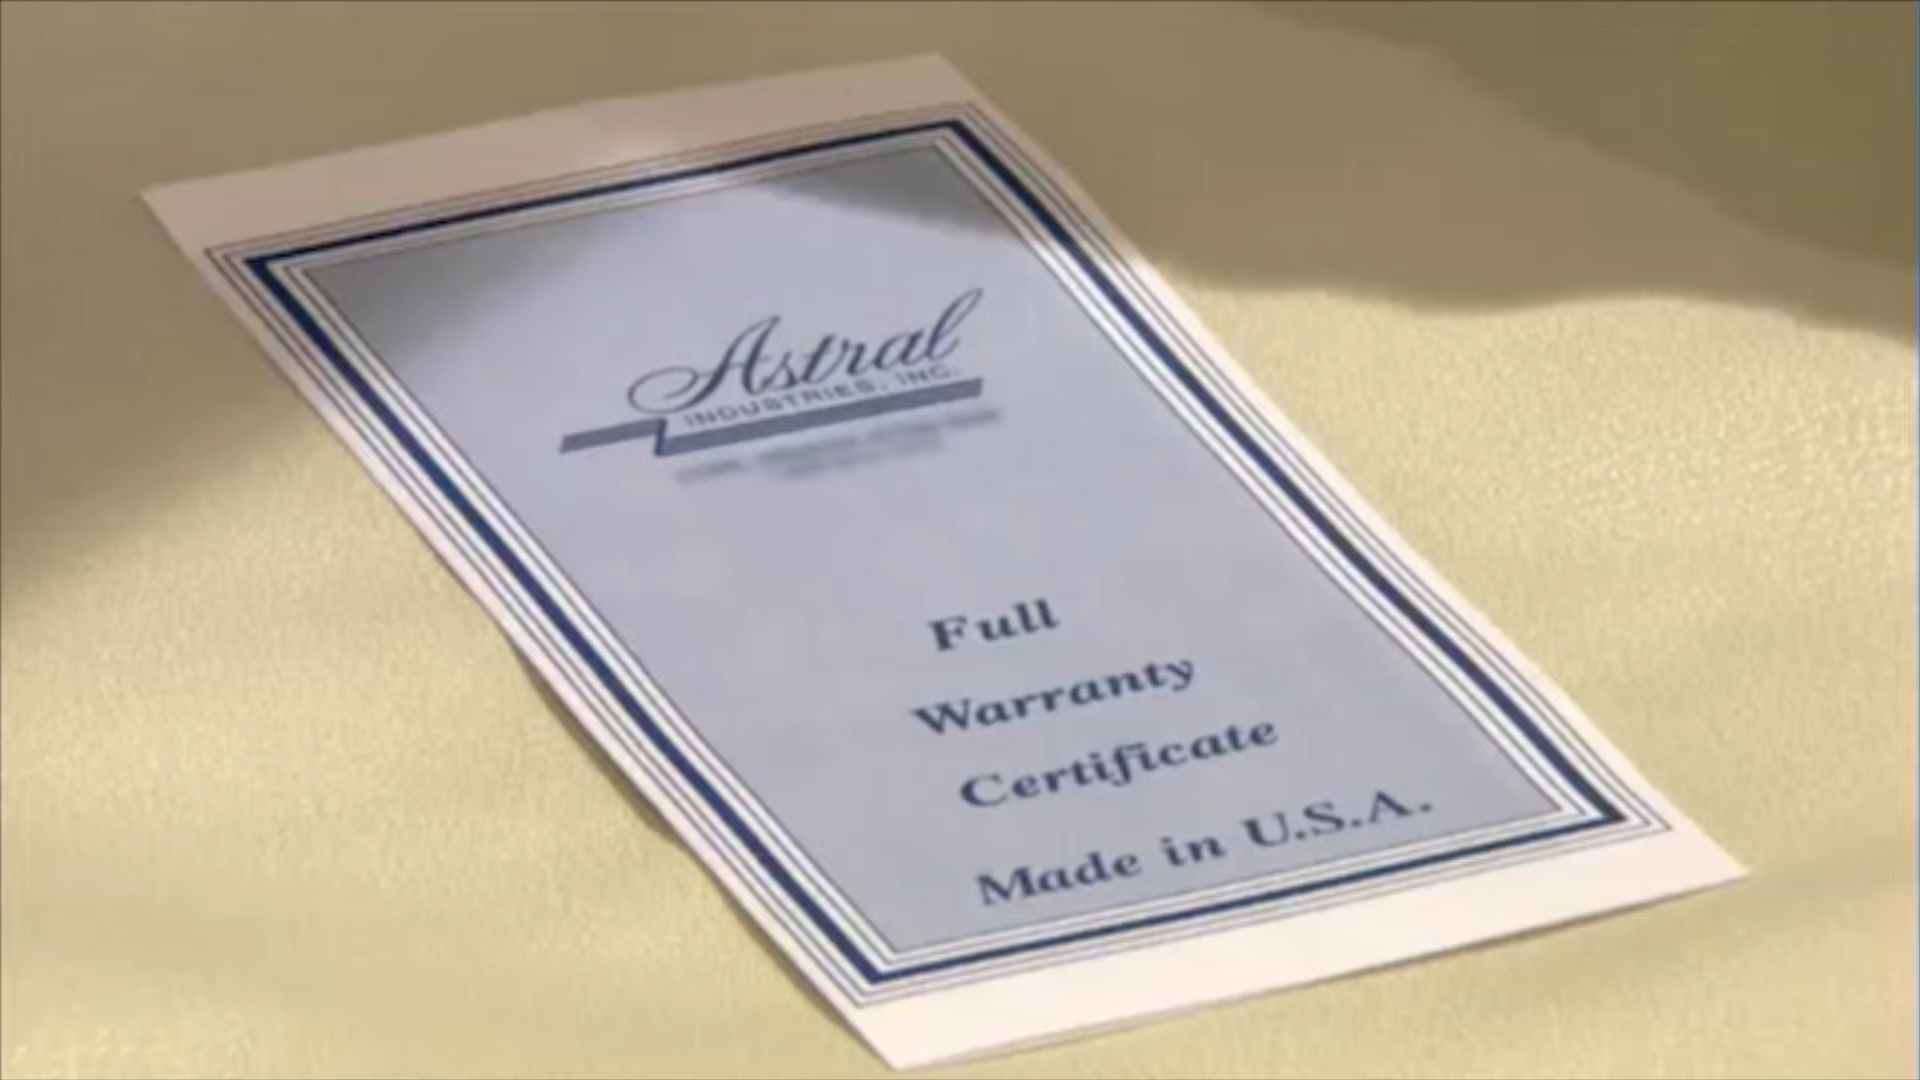 Astral
INDUSTRIES, INC.
Full
Warranty
Certificate
Made in U.S.A.